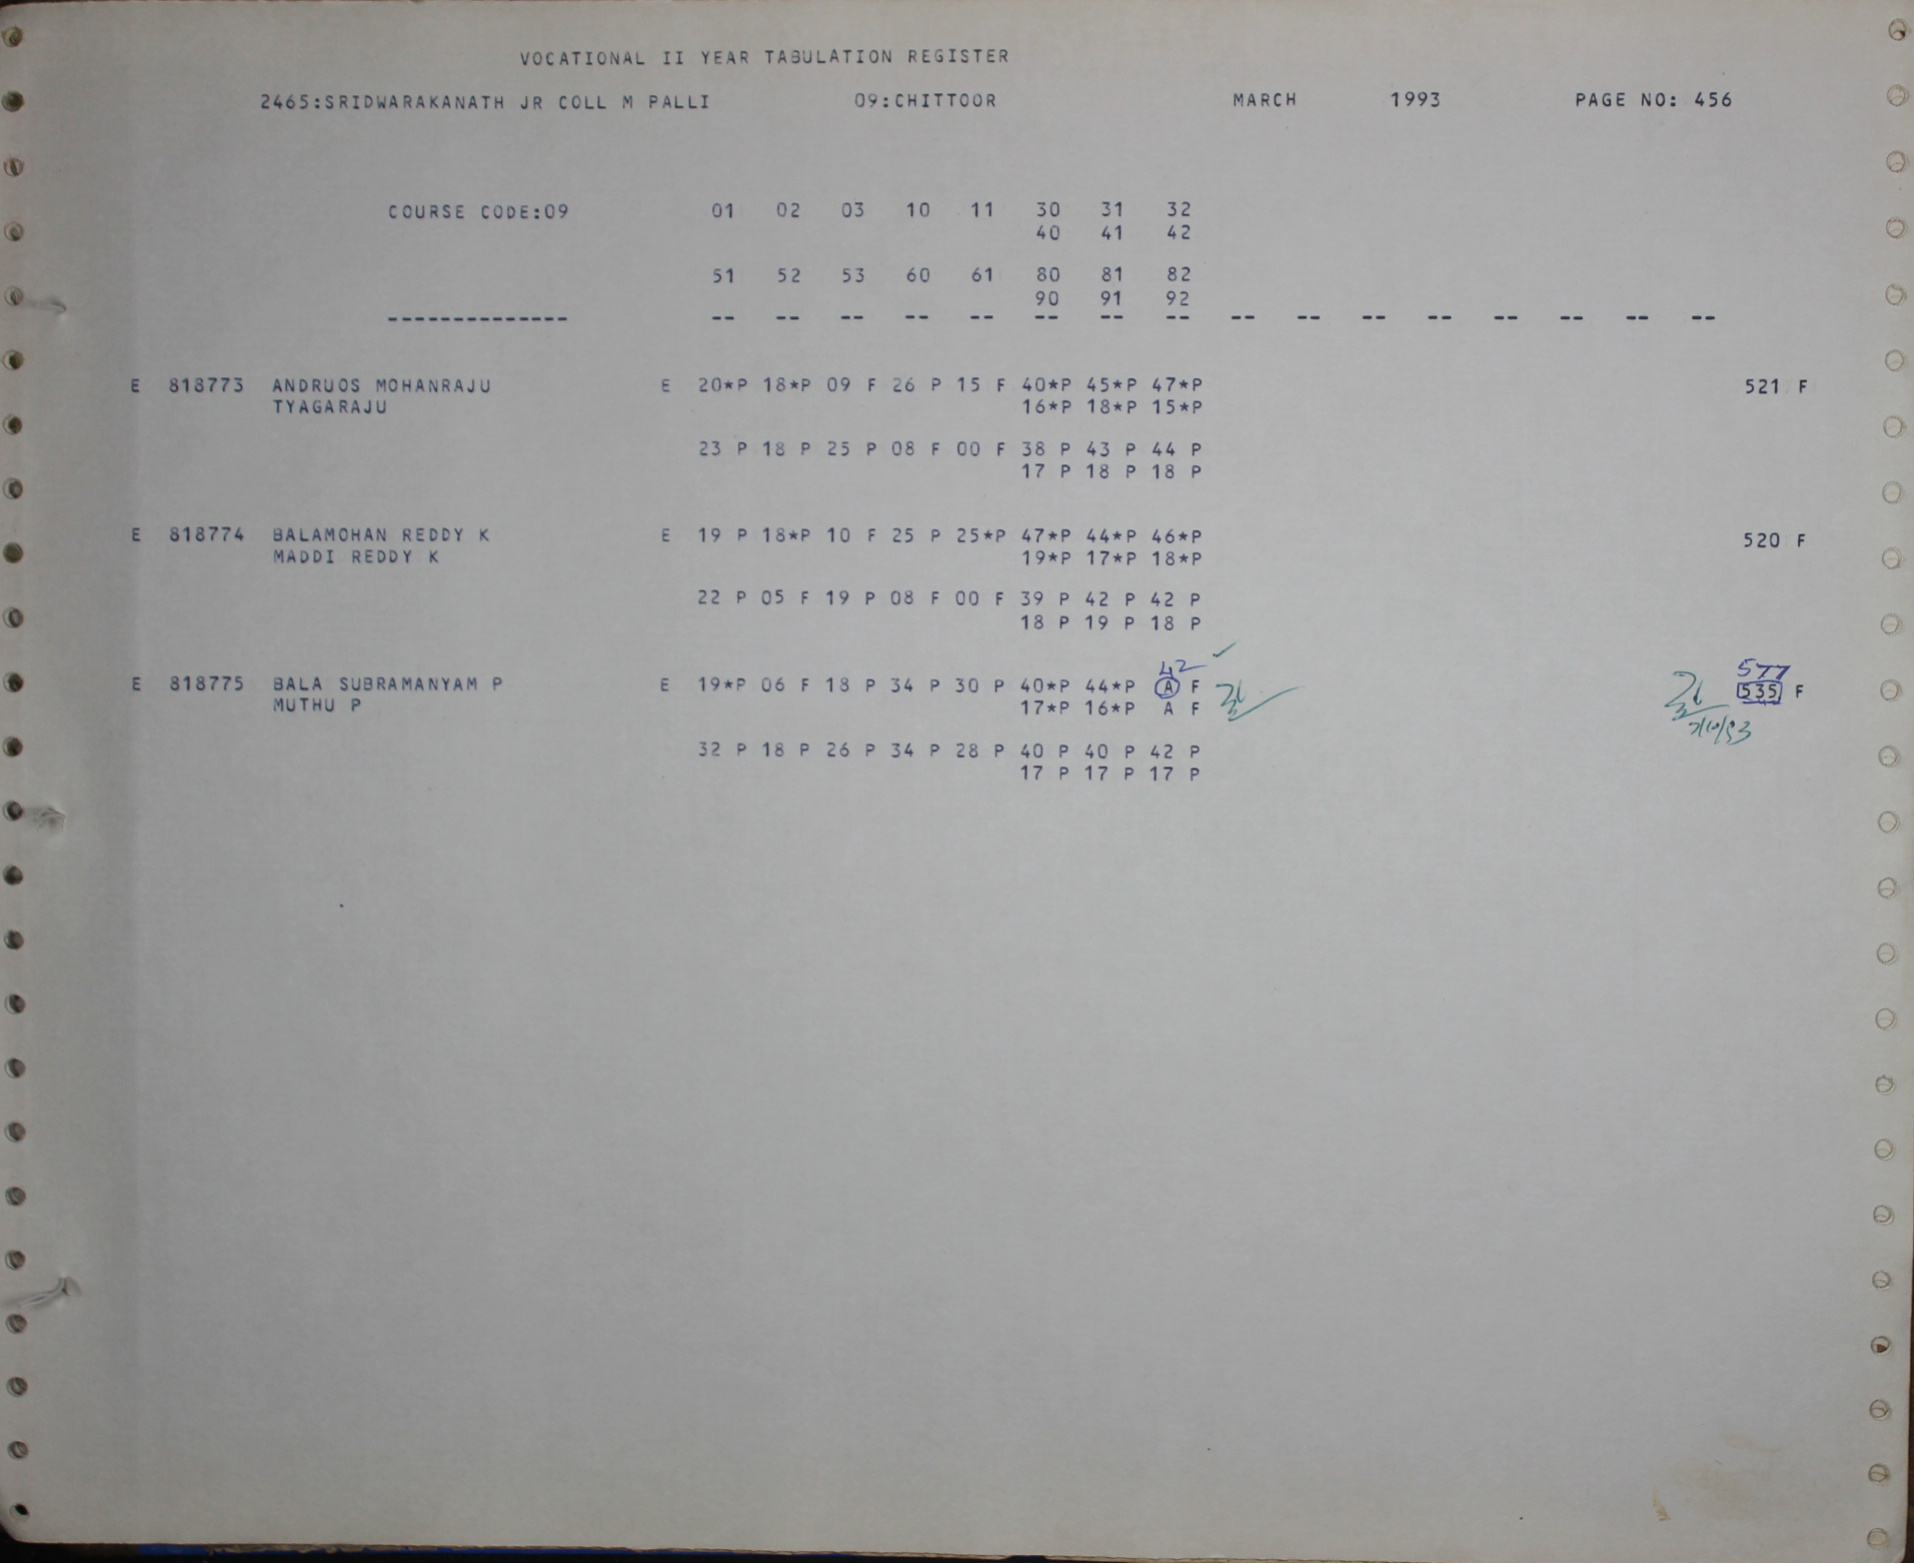 VOCATIONAL II YEAR TABULATION REGISTER
2465:SRIDWARAKANATH JR COLL M PALLI 09:CHITTOOR MARCH 1993 PAGE NO: 456
COURSE CODE:09 01 02 03 10 11 30 31 32
40 41 42
51 52 53 60 61 80 81 82
90 91 92
-------------- -- -- -- -- -- -- -- -- -- -- -- -- -- -- -- --
E 818773 ANDRUOS MOHANRAJU E 20*P 18*P 09 F 26 P 15 F 40*P 45*P 47*P 521 F
TYAGARAJU 16*P 18*P 15*P
23 P 18 P 25 P 08 F 00 F 38 P 43 P 44 P
17 P 18 P 18 P
E 818774 BALAMOHAN REDDY K E 19 P 18*P 10 F 25 P 25*P 47*P 44*P 46*P 520 F
MADDI REDDY K 19*P 17*P 18*P
22 P 05 F 19 P 08 F 00 F 39 P 42 P 42 P
18 P 19 P 18 P
42 577
E 818775 BALA SUBRAMANYAM P E 19*P 06 F 18 P 34 P 30 P 40*P 44*P A F 535 F
MUTHU P 17*P 16*P A F
32 P 18 P 26 P 34 P 28 P 40 P 40 P 42 P
17 P 17 P 17 P